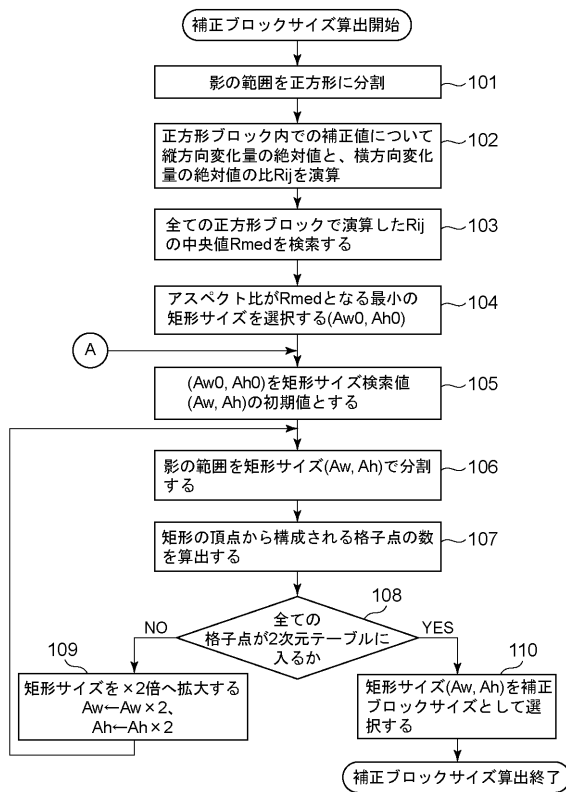 補正ブロックサイズ算出開始
影の範囲を正方形に分割
101
正方形ブロック内での補正値について
縦方向変化量の絶対値と、横方向変化
量の絶対値の比Rijを演算
102
全ての正方形ブロックで演算したRij
の中央値Rmedを検索する
103
アスペクト比がRmedとなる最小の
矩形サイズを選択する(Aw0, Ah0)
104
A
(Aw0, Ah0)を矩形サイズ検索値
(Aw, Ah)の初期値とする
105
影の範囲を矩形サイズ(Aw, Ah)で分割
する
106
矩形の頂点から構成される格子点の数
を算出する
107
108
全ての
格子点が2次元テーブルに
入るか
NO
YES
109
矩形サイズを×2倍へ拡大する
Aw←Aw×2、
Ah←Ah×2
110
矩形サイズ(Aw, Ah)を補正
ブロックサイズとして選
択する
補正ブロックサイズ算出終了